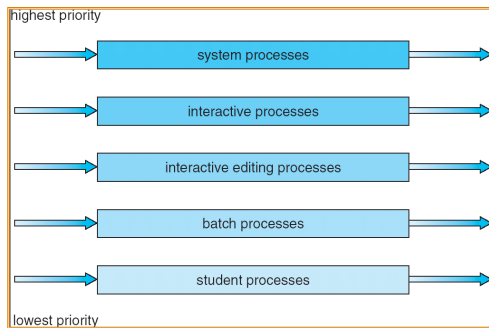 highest priority
system processes
interactive processes
interactive editing processes
batch processes
student processes
lowest priority